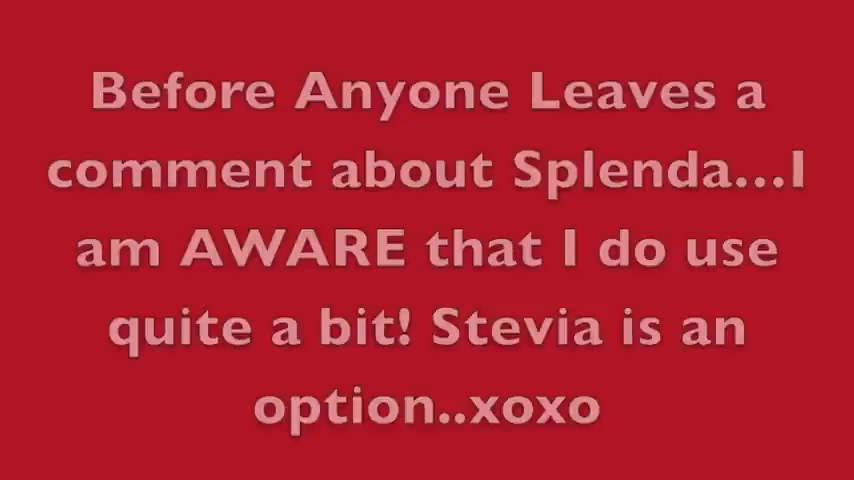 Before Anyone Leaves a
comment about Splenda...I
am AWARE that I do use
quite a bit! Stevia is an
option..xoxo